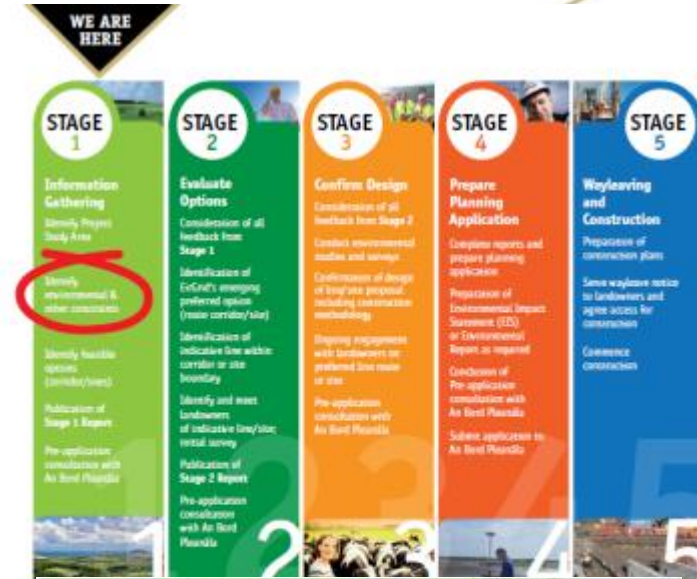 WE ARE
HERE
STAGE
1
Information
Gathering
Identify Project
Study Area
Identify
environmental &
other constraints
Identify feasible
options
(corridor/sites)
Publication of
Stage 1 Report
Pre-application
consultation with
An Bord Pleanála
1
STAGE
2
Evaluate
Options
Consideration of all
feedback from
Stage 1
Identification of
EirGrid's emerging
preferred option
(route corridor/site)
Identification of
indicative line within
corridor or site
boundary
Identify and meet
landowners
of indicative line/site;
initial survey
Publication of
Stage 2 Report
Pre-application
consultation
with An Bord
Pleanála
2
STAGE
3
Confirm Design
Consideration of all
feedback from Stage 2
Conduct environmental
studies and surveys
Confirmation of design
of line/site proposal
including construction
methodology
Ongoing engagement
with landowners on
preferred line route
or site
Pre-application
consultation with
An Bord Pleanála
3
STAGE
4
Prepare
Planning
Application
Complete reports and
prepare planning
application
Preparation of
Environmental Impact
Statement (EIS)
or Environmental
Report as required
Conclusion of
Pre-application
consultation with
An Bord Pleanála
Submit application to
An Bord Pleanála
4
STAGE
5
Wayleaving
and
Construction
Preparation of
construction plans
Serve wayleave notice
to landowners and
agree access for
construction
Commence
construction
5